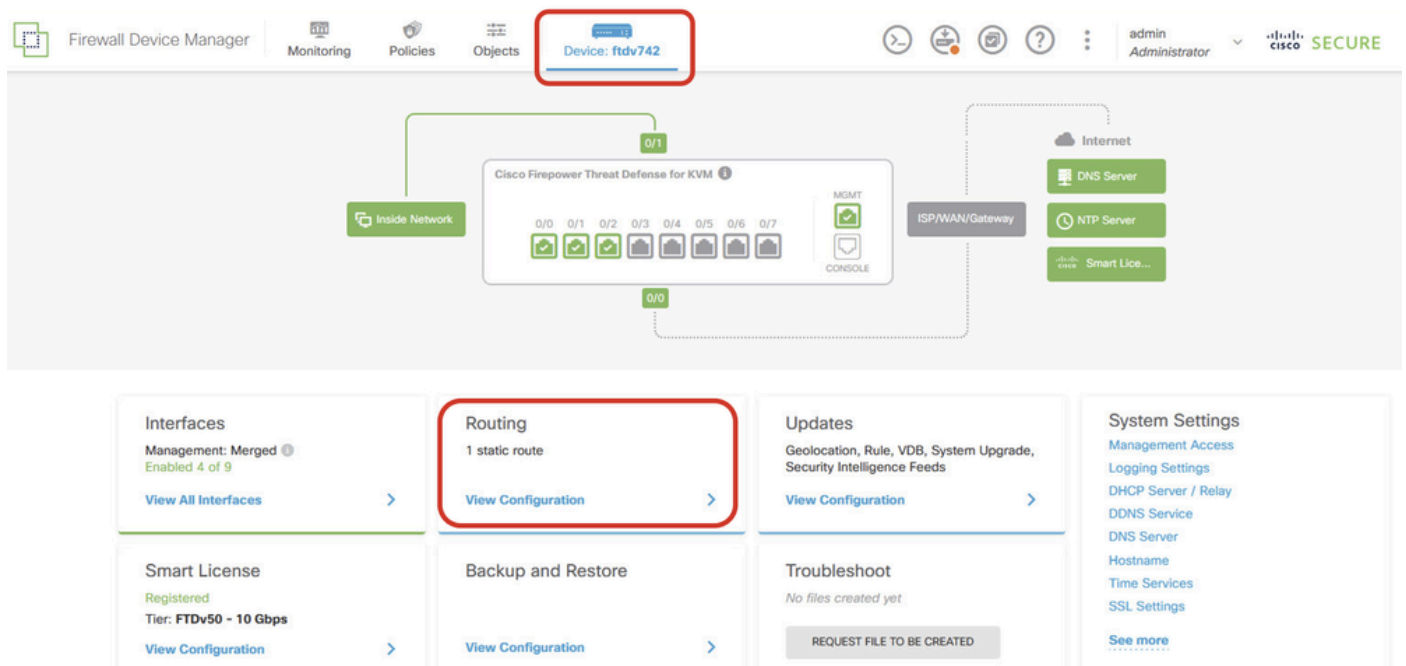 Firewall Device Manager
Monitoring
Policies
Objects
Device: ftdv742
admin
Administrator
CISCO SECURE
0/1
Internet
Cisco Firepower Threat Defense for KVM
DNS Server
MGMT
Inside Network
0/0 0/1 0/2 0/3 0/4 0/5 0/6 0/7
ISP/WAN/Gateway
NTP Server
CONSOLE
cisco Smart Lice...
0/0
Interfaces
Management: Merged
Enabled 4 of 9
View All Interfaces
Routing
1 static route
View Configuration
Updates
Geolocation, Rule, VDB, System Upgrade,
Security Intelligence Feeds
View Configuration
System Settings
Management Access
Logging Settings
DHCP Server / Relay
DDNS Service
DNS Server
Hostname
Time Services
SSL Settings
See more
Smart License
Registered
Tier: FTDv50 - 10 Gbps
View Configuration
Backup and Restore
View Configuration
Troubleshoot
No files created yet
REQUEST FILE TO BE CREATED